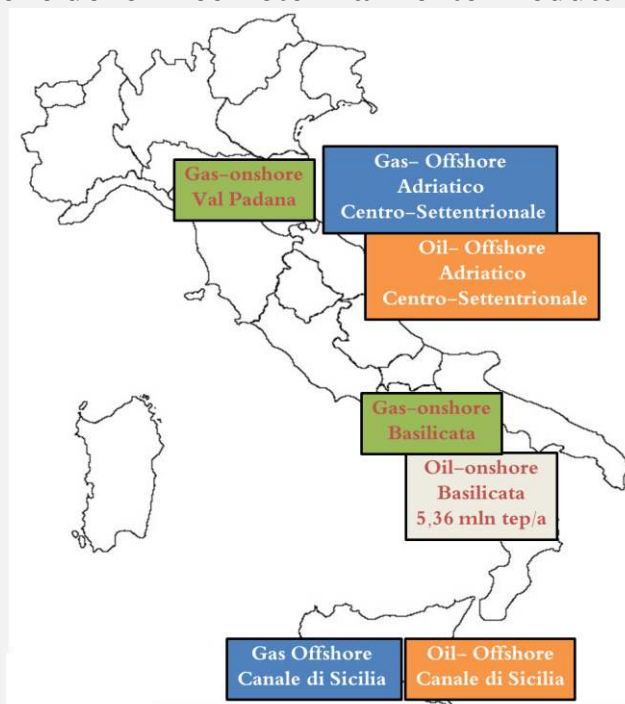 Gas-onshore
Val Padana
Gas- Offshore
Adriatico
Centro-Settentrionale
Oil- Offshore
Adriatico
Centro-Settentrionale
Gas-onshore
Basilicata
Oil-onshore
Basilicata
5,36 mln tep/a
Gas Offshore
Canale di Sicilia
Oil- Offshore
Canale di Sicilia